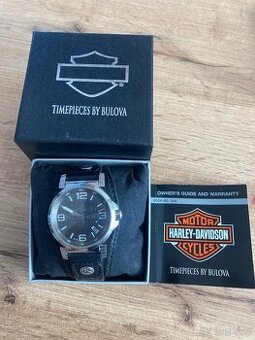 TIMEPIECES BY BULOVA
OWNER'S GUIDE AND WARRANTY
MOTOR
HARLEY-DAVIDSON
CYCLES
TIMEPIECES BY BULOVA